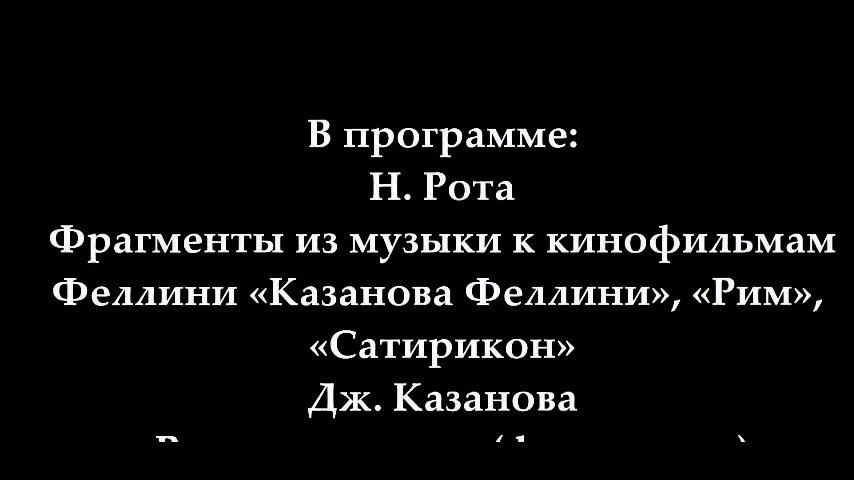 В программе:
Н. Рота
Фрагменты из музыки к кинофильмам
Феллини «Казанова Феллини», «Рим»,
«Сатирикон»
Дж. Казанова